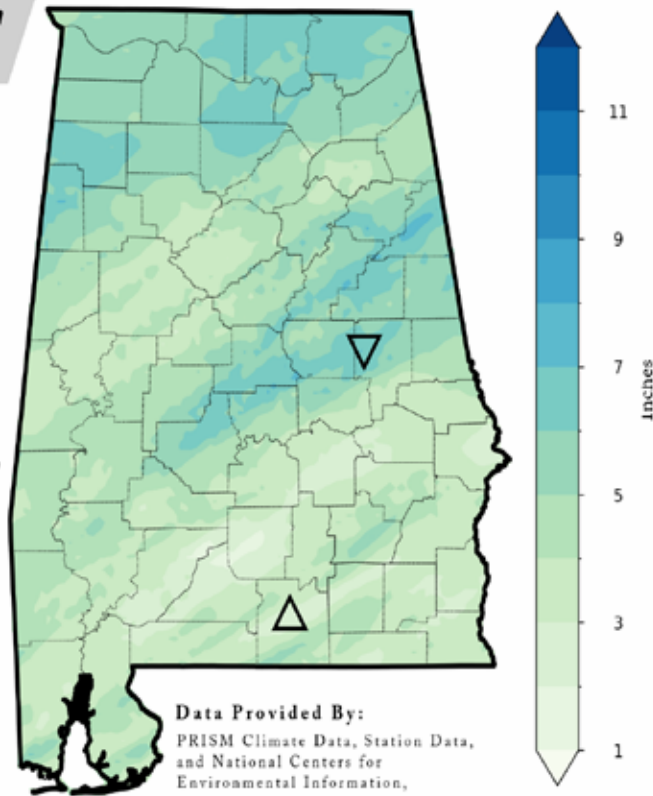 11
9
7
5
3
1
Inches
Data Provided By:
PRISM Climate Data, Station Data,
and National Centers for
Environmental Information,